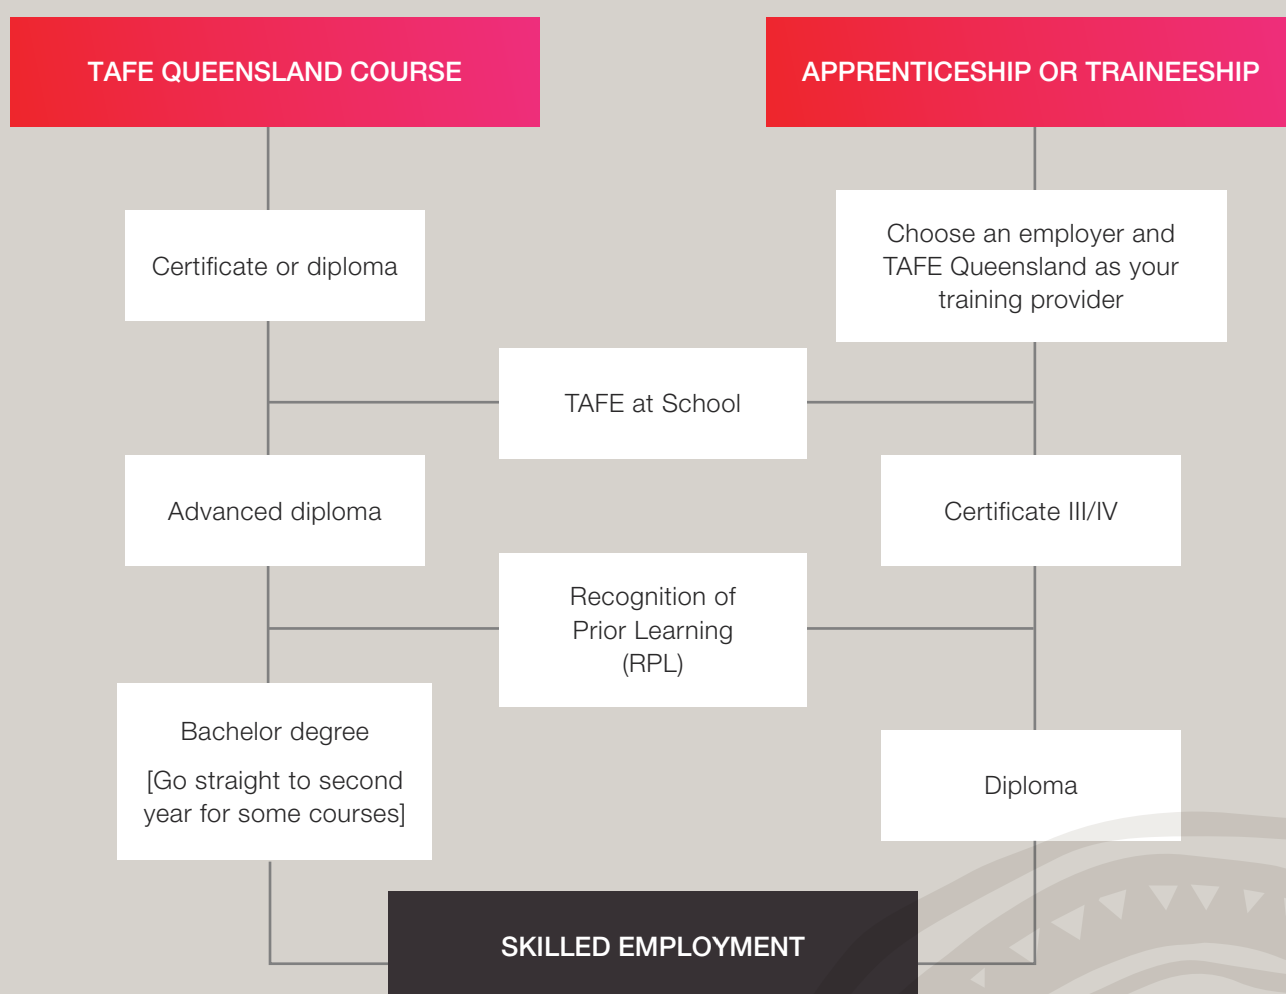 TAFE QUEENSLAND COURSE
APPRENTICESHIP OR TRAINEESHIP
Certificate or diploma
Choose an employer and
TAFE Queensland as your
training provider
TAFE at School
Advanced diploma
Certificate III/IV
Recognition of
Prior Learning
(RPL)
Bachelor degree
[Go straight to second
year for some courses]
Diploma
SKILLED EMPLOYMENT